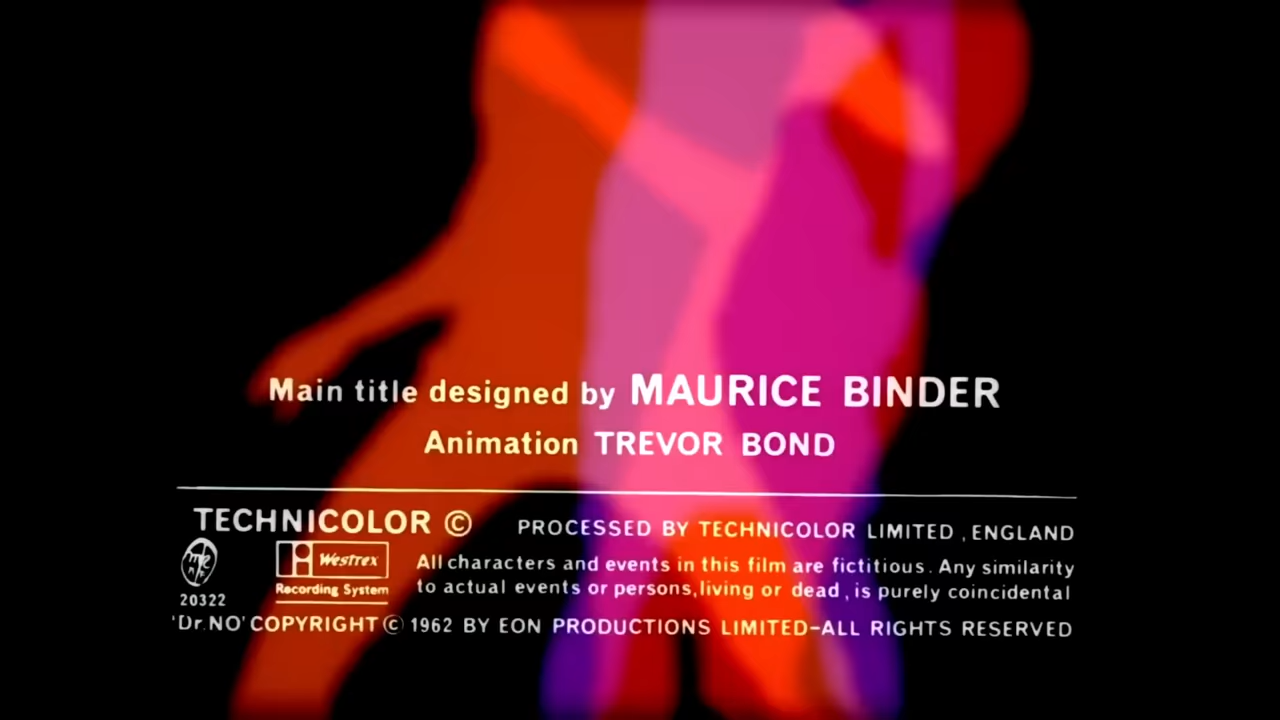 Main title designed by MAURICE BINDER
Animation TREVOR BOND
TECHNICOLOR ©
PROCESSED BY TECHNICOLOR LIMITED, ENGLAND
Westrex
Recording System
20322
All characters and events in this film are fictitious. Any similarity
to actual events or persons, living or dead, is purely coincidental
'Dr. NO' COPYRIGHT © 1962 BY EON PRODUCTIONS LIMITED-ALL RIGHTS RESERVED